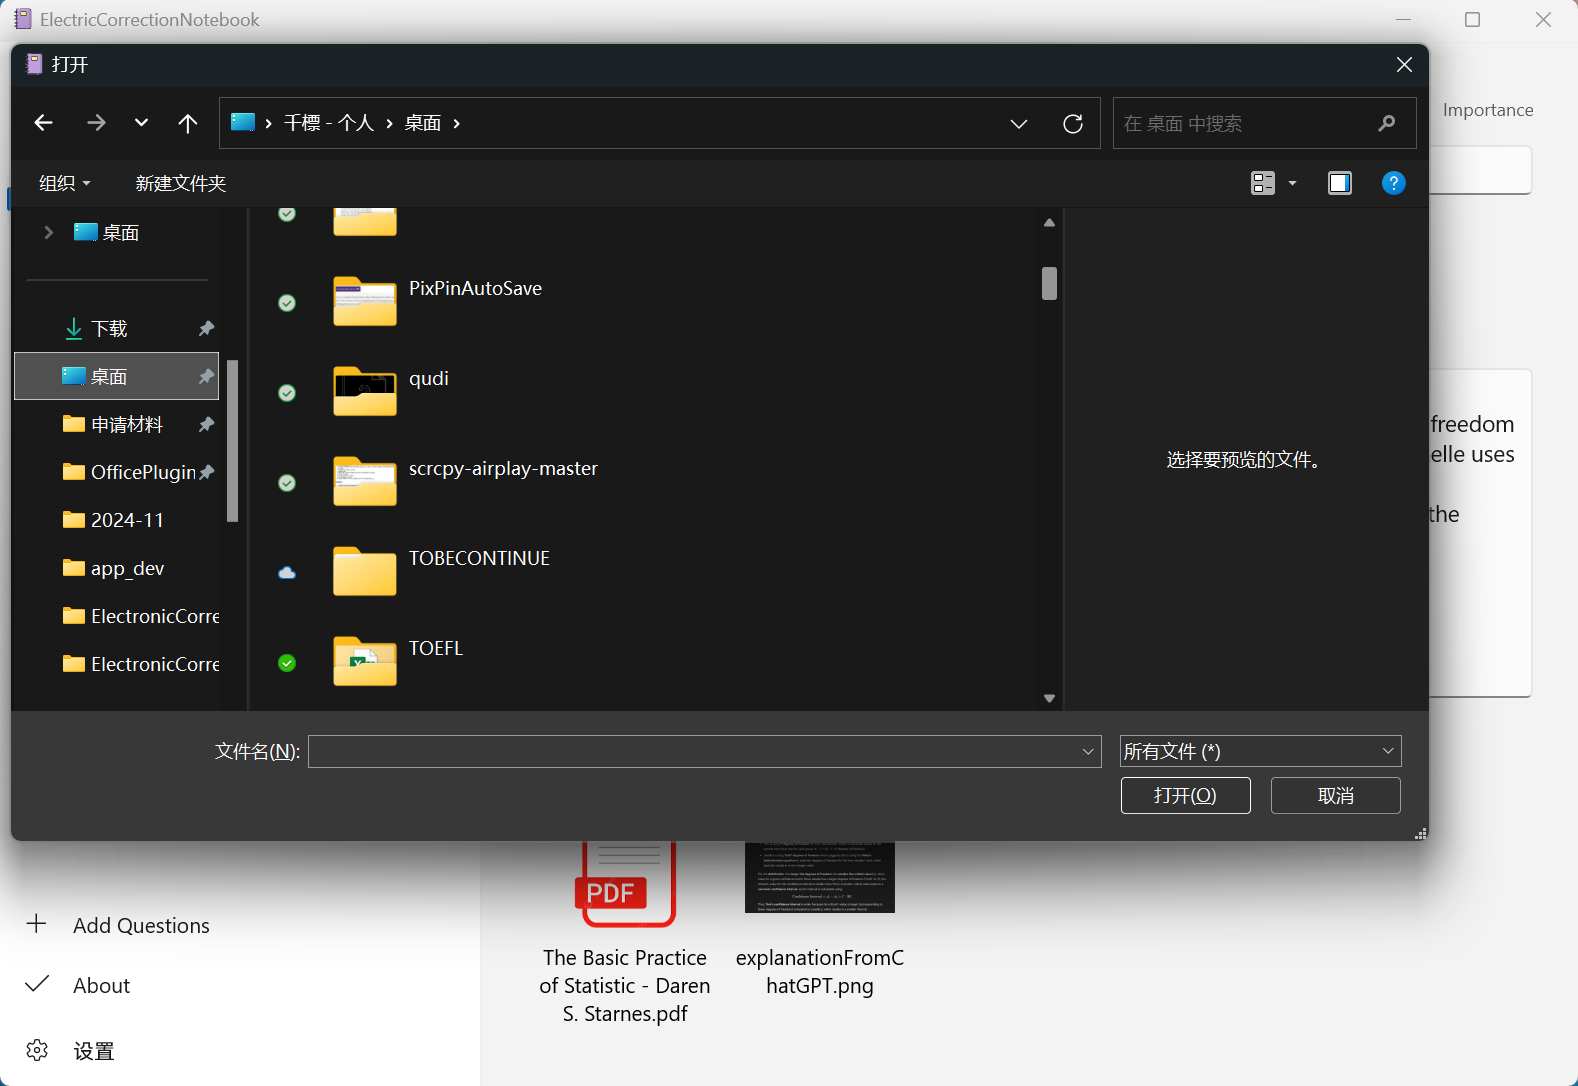 ElectricCorrectionNotebook
打开
千標 - 个人
桌面
在 桌面 中搜索
Importance
组织
新建文件夹
桌面
下载
桌面
申请材料
OfficePlugin
2024-11
app_dev
ElectronicCorre
ElectronicCorre
PixPinAutoSave
qudi
scrcpy-airplay-master
TOBECONTINUE
TOEFL
选择要预览的文件。
freedom
elle uses
the
文件名(N):
所有文件 (*)
打开(O)
取消
PDF
The Basic Practice
of Statistic - Daren
S. Starnes.pdf
explanationFromC
hatGPT.png
Add Questions
About
设置